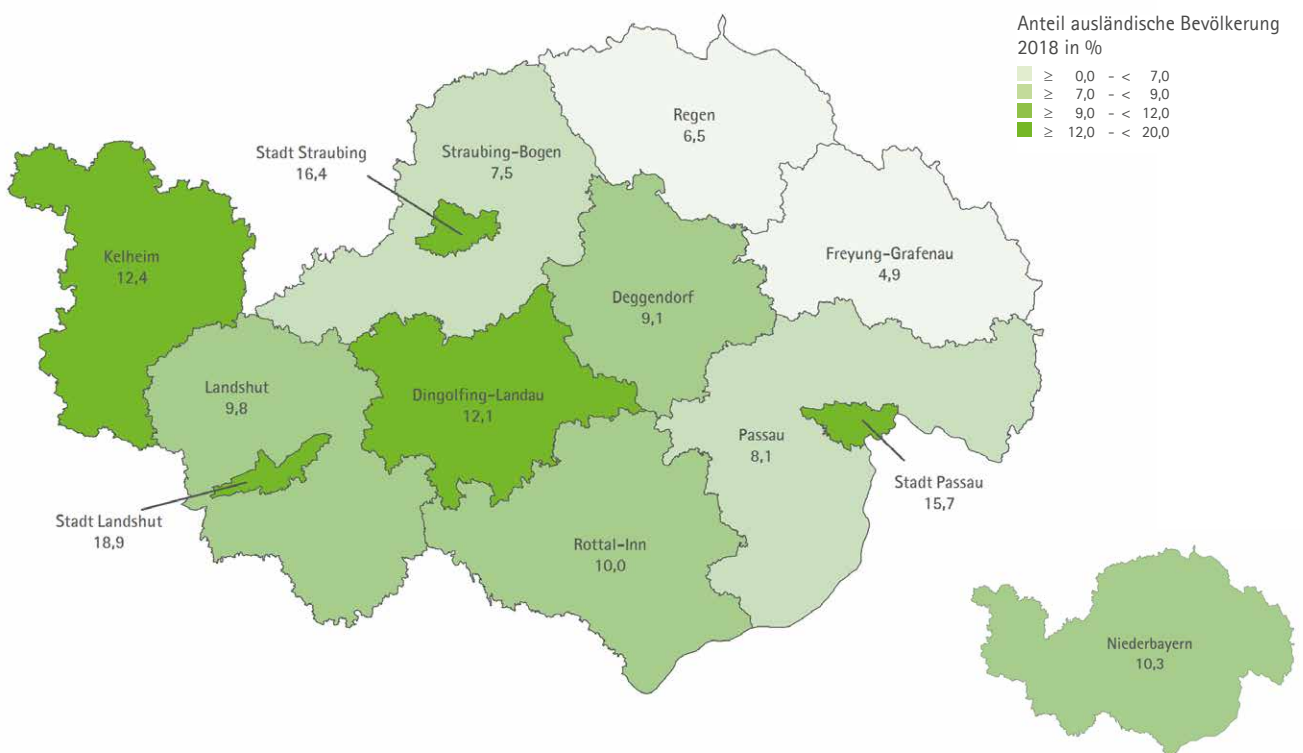 Anteil ausländische Bevölkerung
2018 in %
≥ 0,0 - < 7,0
≥ 7,0 - < 9,0
≥ 9,0 - < 12,0
≥ 12,0 - < 20,0
Regen
6,5
Stadt Straubing
16,4
Straubing-Bogen
7,5
Kelheim
12,4
Freyung-Grafenau
4,9
Deggendorf
9,1
Landshut
9,8
Dingolfing-Landau
12,1
Passau
8,1
Stadt Passau
15,7
Stadt Landshut
18,9
Rottal-Inn
10,0
Niederbayern
10,3